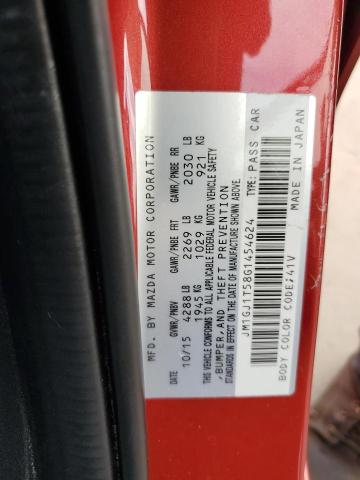 MFD. BY MAZDA MOTOR CORPORATION
GVWR/PNBV GAWR/PNBE FRT GAWR/PNBE RR
10/15 4288 LB 2269 LB 2030 LB
1945 KG 1029 KG 921 KG
THIS VEHICLE CONFORMS TO ALL APPLICABLE FEDERAL MOTOR VEHICLE SAFETY
, BUMPER, AND THEFT PREVENTION
STANDARDS IN EFFECT ON THE DATE OF MANUFACTURE SHOWN ABOVE.
JM1GJ1T58G1454624 TYPE: PASS CAR
BODY COLOR CODE; 41V MADE IN JAPAN